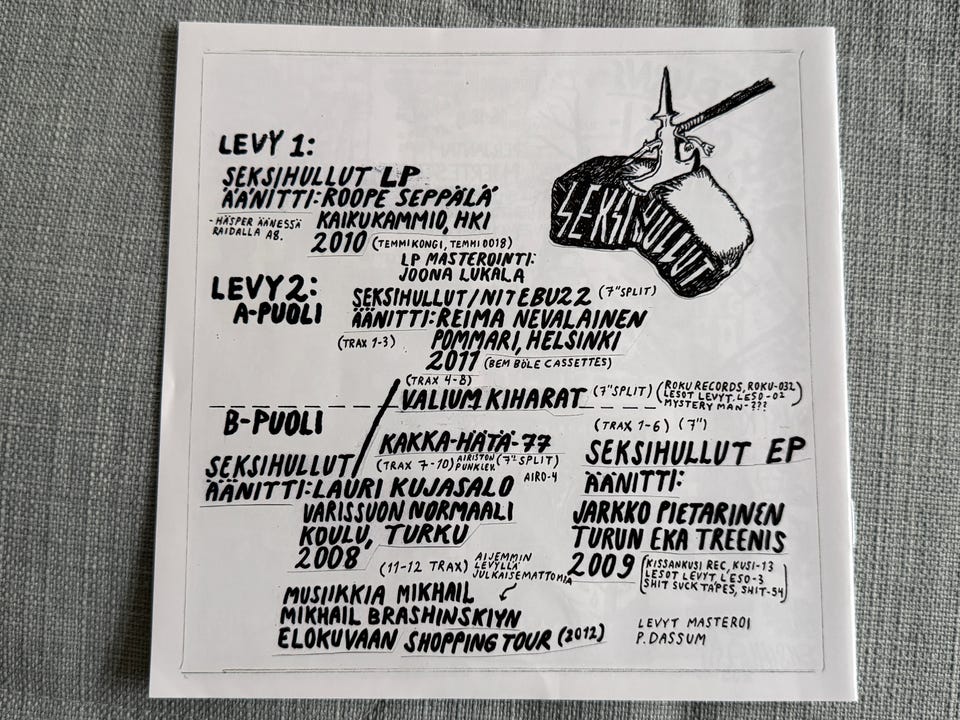 SEKSIHULLUT
LEVY 1:
SEKSIHULLUT LP
ÄÄNITTI: ROOPE SEPPÄLÄ
KAIKUKAMMIO, HKI
- HÄSPER ÄÄNESSÄ
RAIDALLA A8.
2010 (TEMMIKONGI, TEMMI0018)
LP MASTEROINTI:
JOONA LUKALA
LEVY 2:
A-PUOLI
SEKSIHULLUT/NITEBUZZ (7"SPLIT)
ÄÄNITTI: REIMA NEVALAINEN
(TRAX 1-3) POMMARI, HELSINKI
2011 (BEM BÖLE CASSETTES)
(TRAX 4-8)
VALIUM KIHARAT (7"SPLIT) (ROKU RECORDS, ROKU-032
LESOT LEVYT. LESO-02
MYSTERY MAN-???)
B-PUOLI
SEKSIHULLUT/
KAKKA-HÄTÄ-77
(TRAX 7-10) AIRISTON PUNKLEV. (7" SPLIT)
AIRO-4
ÄÄNITTI: LAURI KUJASALO
VARISSUON NORMAALI
KOULU, TURKU
2008
(11-12 TRAX) AIJEMMIN
LEVYLLÄ
JULKAISEMATTOMIA
MUSIIKKIA MIKHAIL
MIKHAIL BRASHINSKIYN
ELOKUVAAN SHOPPING TOUR (2012)
(TRAX 1-6) (7")
SEKSIHULLUT EP
ÄÄNITTI:
JARKKO PIETARINEN
TURUN EKA TREENIS
2009 (KISSANKUSI REC, KUSI-13
LESOT LEVYT, LESO-3
SHIT SUCK TAPES, SHIT-54)
LEVYT MASTEROI
P. DASSUM